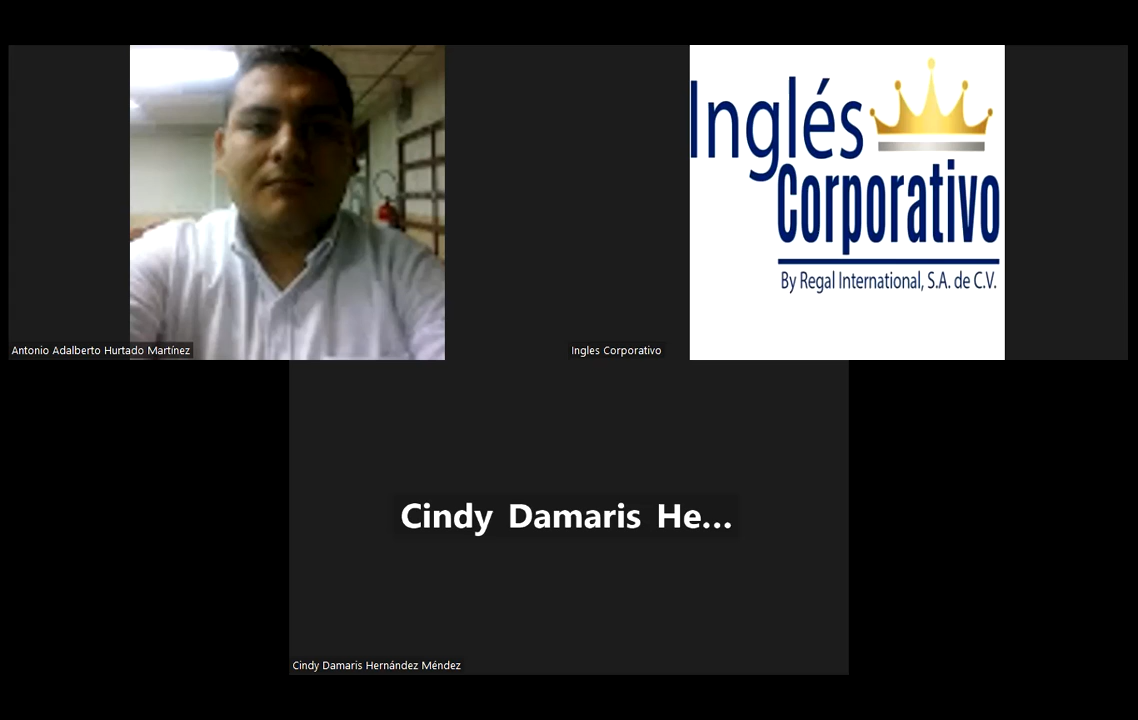 Inglés
Corporativo
By Regal International, S.A. de C.V.
Antonio Adalberto Hurtado Martínez
Ingles Corporativo
Cindy Damaris He...
Cindy Damaris Hernández Méndez